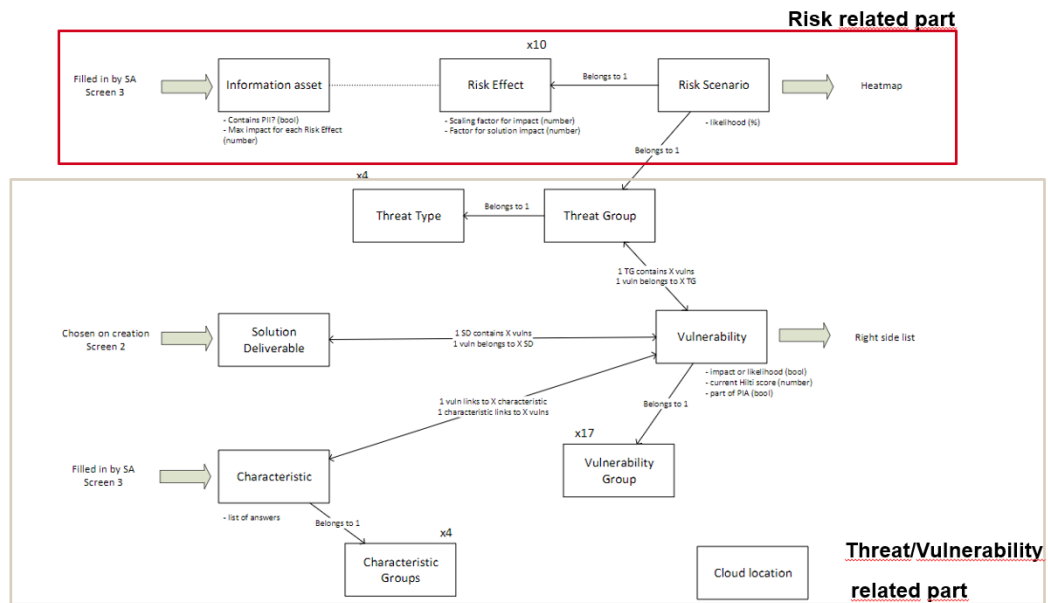 Risk related part
x10
Filled in by SA
Screen 3
Information asset
Risk Effect
Belongs to 1
Risk Scenario
Heatmap
- Contains PII? (bool)
- Max impact for each Risk Effect
(number)
- Scaling factor for impact (number)
- Factor for solution impact (number)
- likelihood (%)
Belongs to 1
x4
Threat Type
Belongs to 1
Threat Group
1 TG contains X vulns
1 vuln belongs to X TG
Chosen on creation
Screen 2
Solution
Deliverable
1 SD contains X vulns
1 vuln belongs to X SD
Vulnerability
Right side list
- impact or likelihood (bool)
- current Hilti score (number)
- part of PIA (bool)
1 vuln links to X characteristic
1 characteristic links to X vulns
Belongs to 1
x17
Vulnerability
Group
Filled in by SA
Screen 3
Characteristic
- list of answers
Belongs to 1
x4
Characteristic
Groups
Cloud location
Threat/Vulnerability
related part